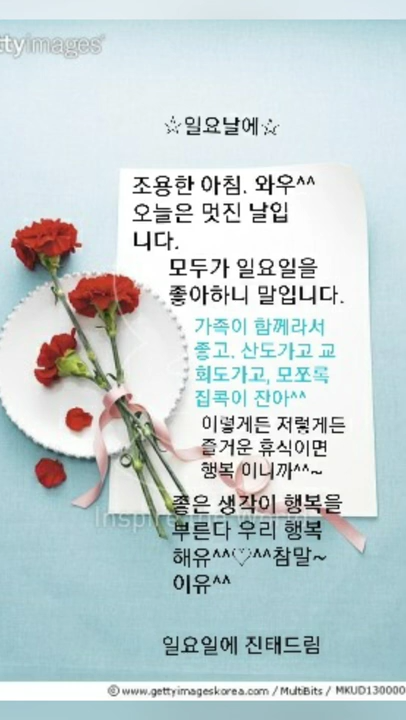 gettyimages
☆일요날에☆
조용한 아침. 와우^^
오늘은 멋진 날입
니다.
모두가 일요일을
좋아하니 말입니다.
가족이 함께라서
좋고. 산도가고 교
회도가고, 모쪼록
집콕이 잔아^^
이렇게든 저렇게든
즐거운 휴식이면
행복 이니까^^~
좋은 생각이 행복을
부른다 우리 행복
해유^^♡^^참말~
이유^^
일요일에 진태드림
© www.gettyimageskorea.com / MultiBits / MKUD130000